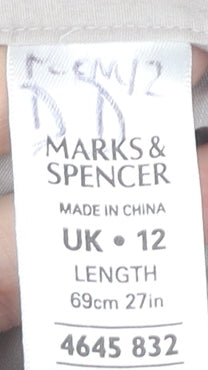 MARKS &
SPENCER
MADE IN CHINA
UK • 12
LENGTH
69cm 27in
4645 832